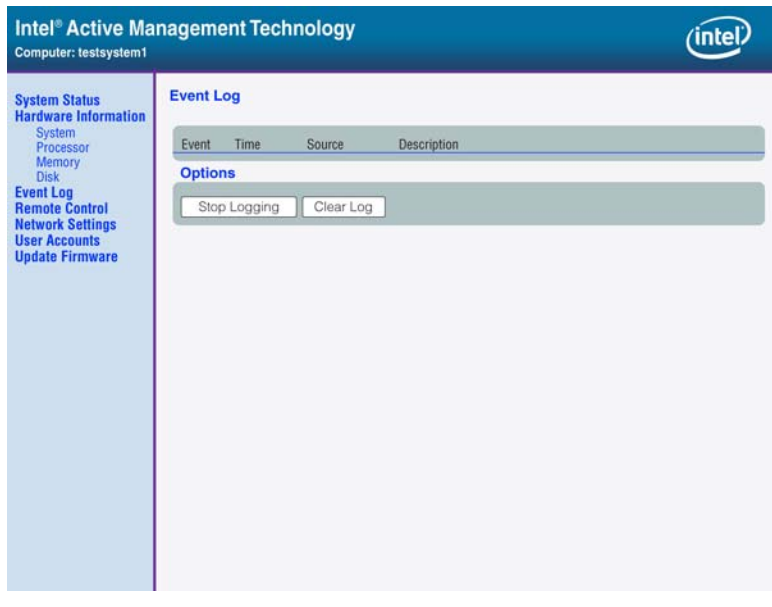 Intel® Active Management Technology
Computer: testsystem1
intel
System Status
Hardware Information
System
Processor
Memory
Disk
Event Log
Remote Control
Network Settings
User Accounts
Update Firmware
Event Log
Event Time Source Description
Options
Stop Logging Clear Log